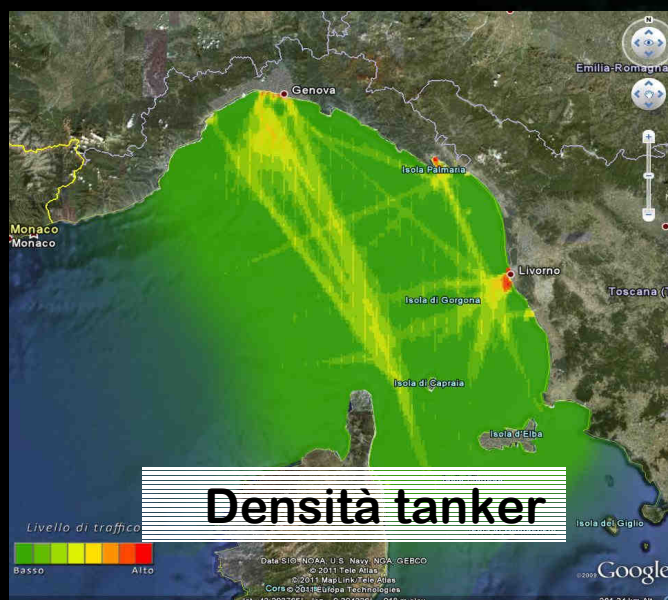 N
Emilia-Romagna
Genova
Isola Palmaria
Monaco
Monaco
Livorno
Toscana (T
Isola di Gorgona
Isola di Capraia
Isola d'Elba
Densità tanker
Isola del Giglio
Livello di traffico
Basso
Alto
Data SIO, NOAA, U.S. Navy, NGA, GEBCO
© 2011 Tele Atlas
© 2011 MapLink/Tele Atlas
© 2011 Europa Technologies
©2009 Google